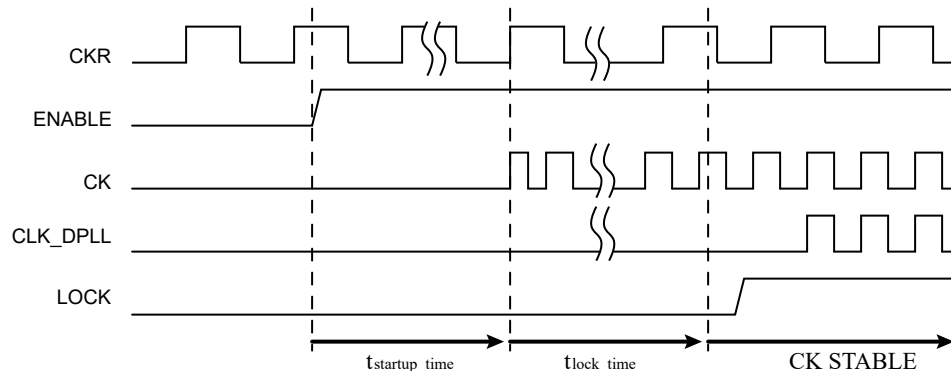 CKR
ENABLE
CK
CLK_DPLL
LOCK
tstartup_time tlock_time CK STABLE